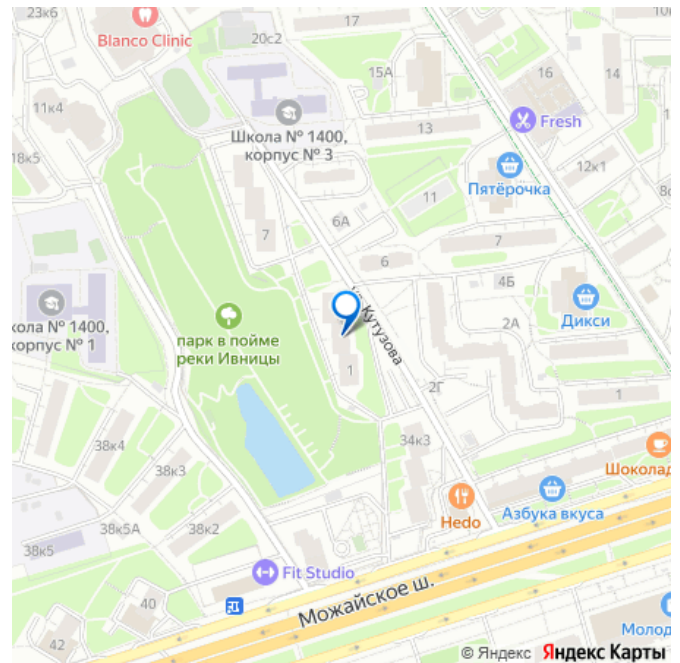 23к6
Blanco Clinic
20с2
17
10
15А
16
14
11к4
Школа № 1400,
корпус № 3
13
Fresh
18к5
12к1
Пятёрочка
11
8
6А
7
7
6
4Б
кола № 1400,
корпус № 1
парк в пойме
реки Ивницы
ул. Кутузова
2А
Дикси
1
2Г
1
38к4
34к3
38к3
Шоколад
38к5А
38к2
Hedo
Азбука вкуса
38к5
Fit Studio
40
Можайское ш.
42
Молод
© Яндекс Яндекс Карты